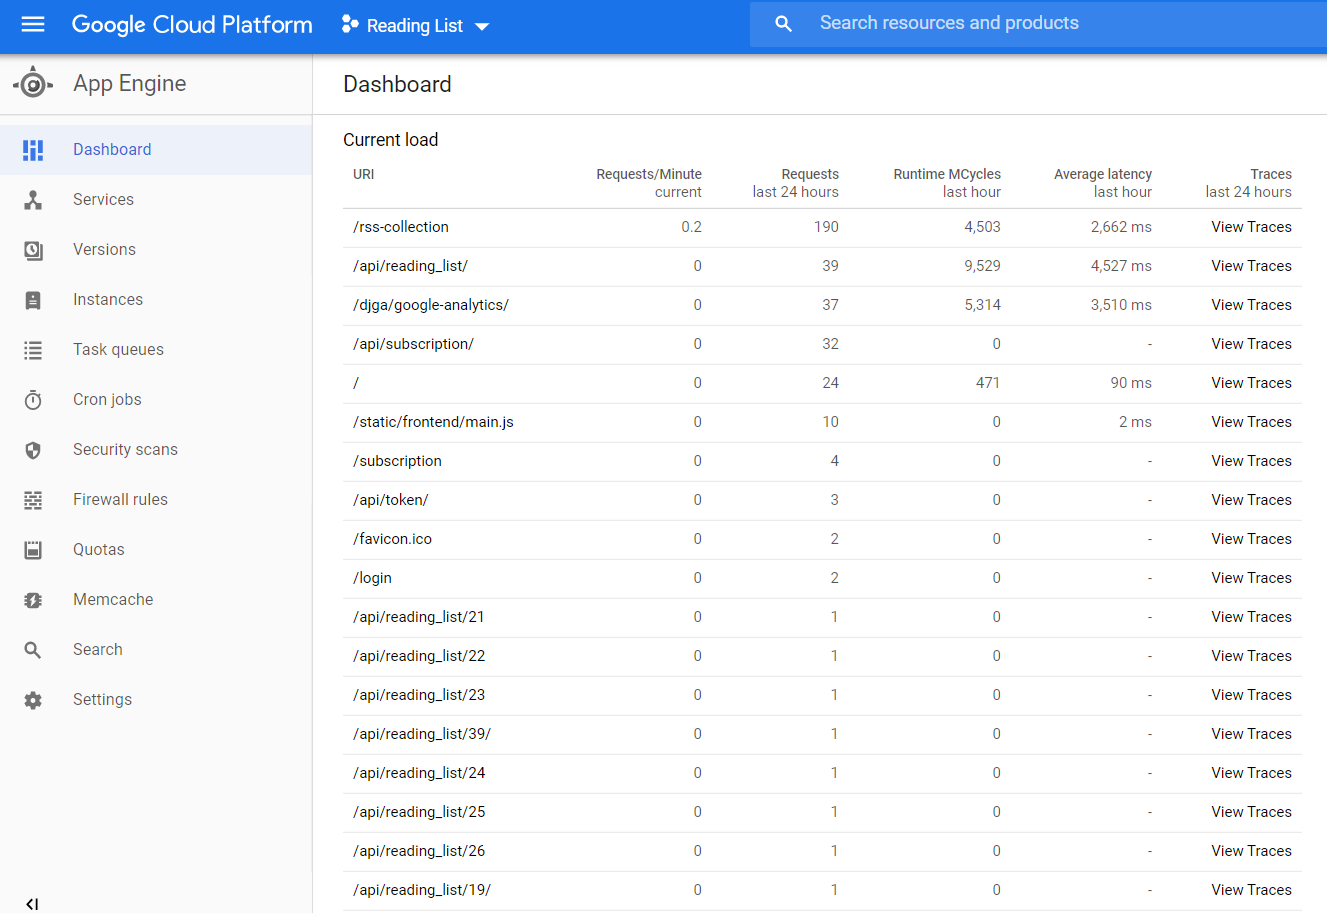 Google Cloud Platform Reading List Search resources and products
App Engine
Dashboard
Services
Versions
Instances
Task queues
Cron jobs
Security scans
Firewall rules
Quotas
Memcache
Search
Settings
Dashboard
Current load
URI Requests/Minute Requests Runtime MCycles Average latency Traces
current last 24 hours last hour last hour last 24 hours
/rss-collection 0.2 190 4,503 2,662 ms View Traces
/api/reading_list/ 0 39 9,529 4,527 ms View Traces
/djga/google-analytics/ 0 37 5,314 3,510 ms View Traces
/api/subscription/ 0 32 0 - View Traces
/ 0 24 471 90 ms View Traces
/static/frontend/main.js 0 10 0 2 ms View Traces
/subscription 0 4 0 - View Traces
/api/token/ 0 3 0 - View Traces
/favicon.ico 0 2 0 - View Traces
/login 0 2 0 - View Traces
/api/reading_list/21 0 1 0 - View Traces
/api/reading_list/22 0 1 0 - View Traces
/api/reading_list/23 0 1 0 - View Traces
/api/reading_list/39/ 0 1 0 - View Traces
/api/reading_list/24 0 1 0 - View Traces
/api/reading_list/25 0 1 0 - View Traces
/api/reading_list/26 0 1 0 - View Traces
/api/reading_list/19/ 0 1 0 - View Traces